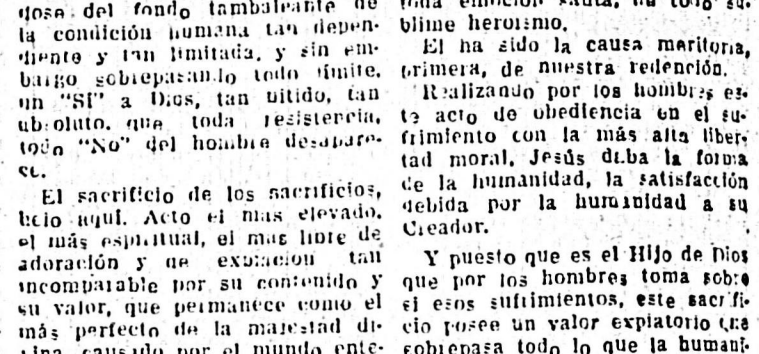 dose del fondo tambaleante de
la condición humana tan depen-
diente y tan limitada, y sin em-
bargo sobrepasando todo límite,
un "SI" a Dios, tan nítido, tan
absoluto, que toda resistencia,
todo "No" del hombre desapare-
ce.
El sacrificio de los sacrificios,
helo aquí. Acto el más elevado,
el más espiritual, el más libre de
adoración y de expiación tan
incomparable por su contenido y
su valor, que permanece como el
más perfecto de la majestad di-
causado por el mundo ente-
toda emoción santa, de todo su-
blime heroísmo.
El ha sido la causa meritoria,
primera, de nuestra redención.
Realizando por los hombres es-
te acto de obediencia en el su-
frimiento con la más alta liber-
tad moral, Jesús daba la forma
de la humanidad, la satisfacción
debida por la humanidad a su
Creador.
Y puesto que es el Hijo de Dios
que por los hombres toma sobre
si esos sufrimientos, este sacrifi-
cio posee un valor expiatorio que
sobrepasa todo lo que la humani-